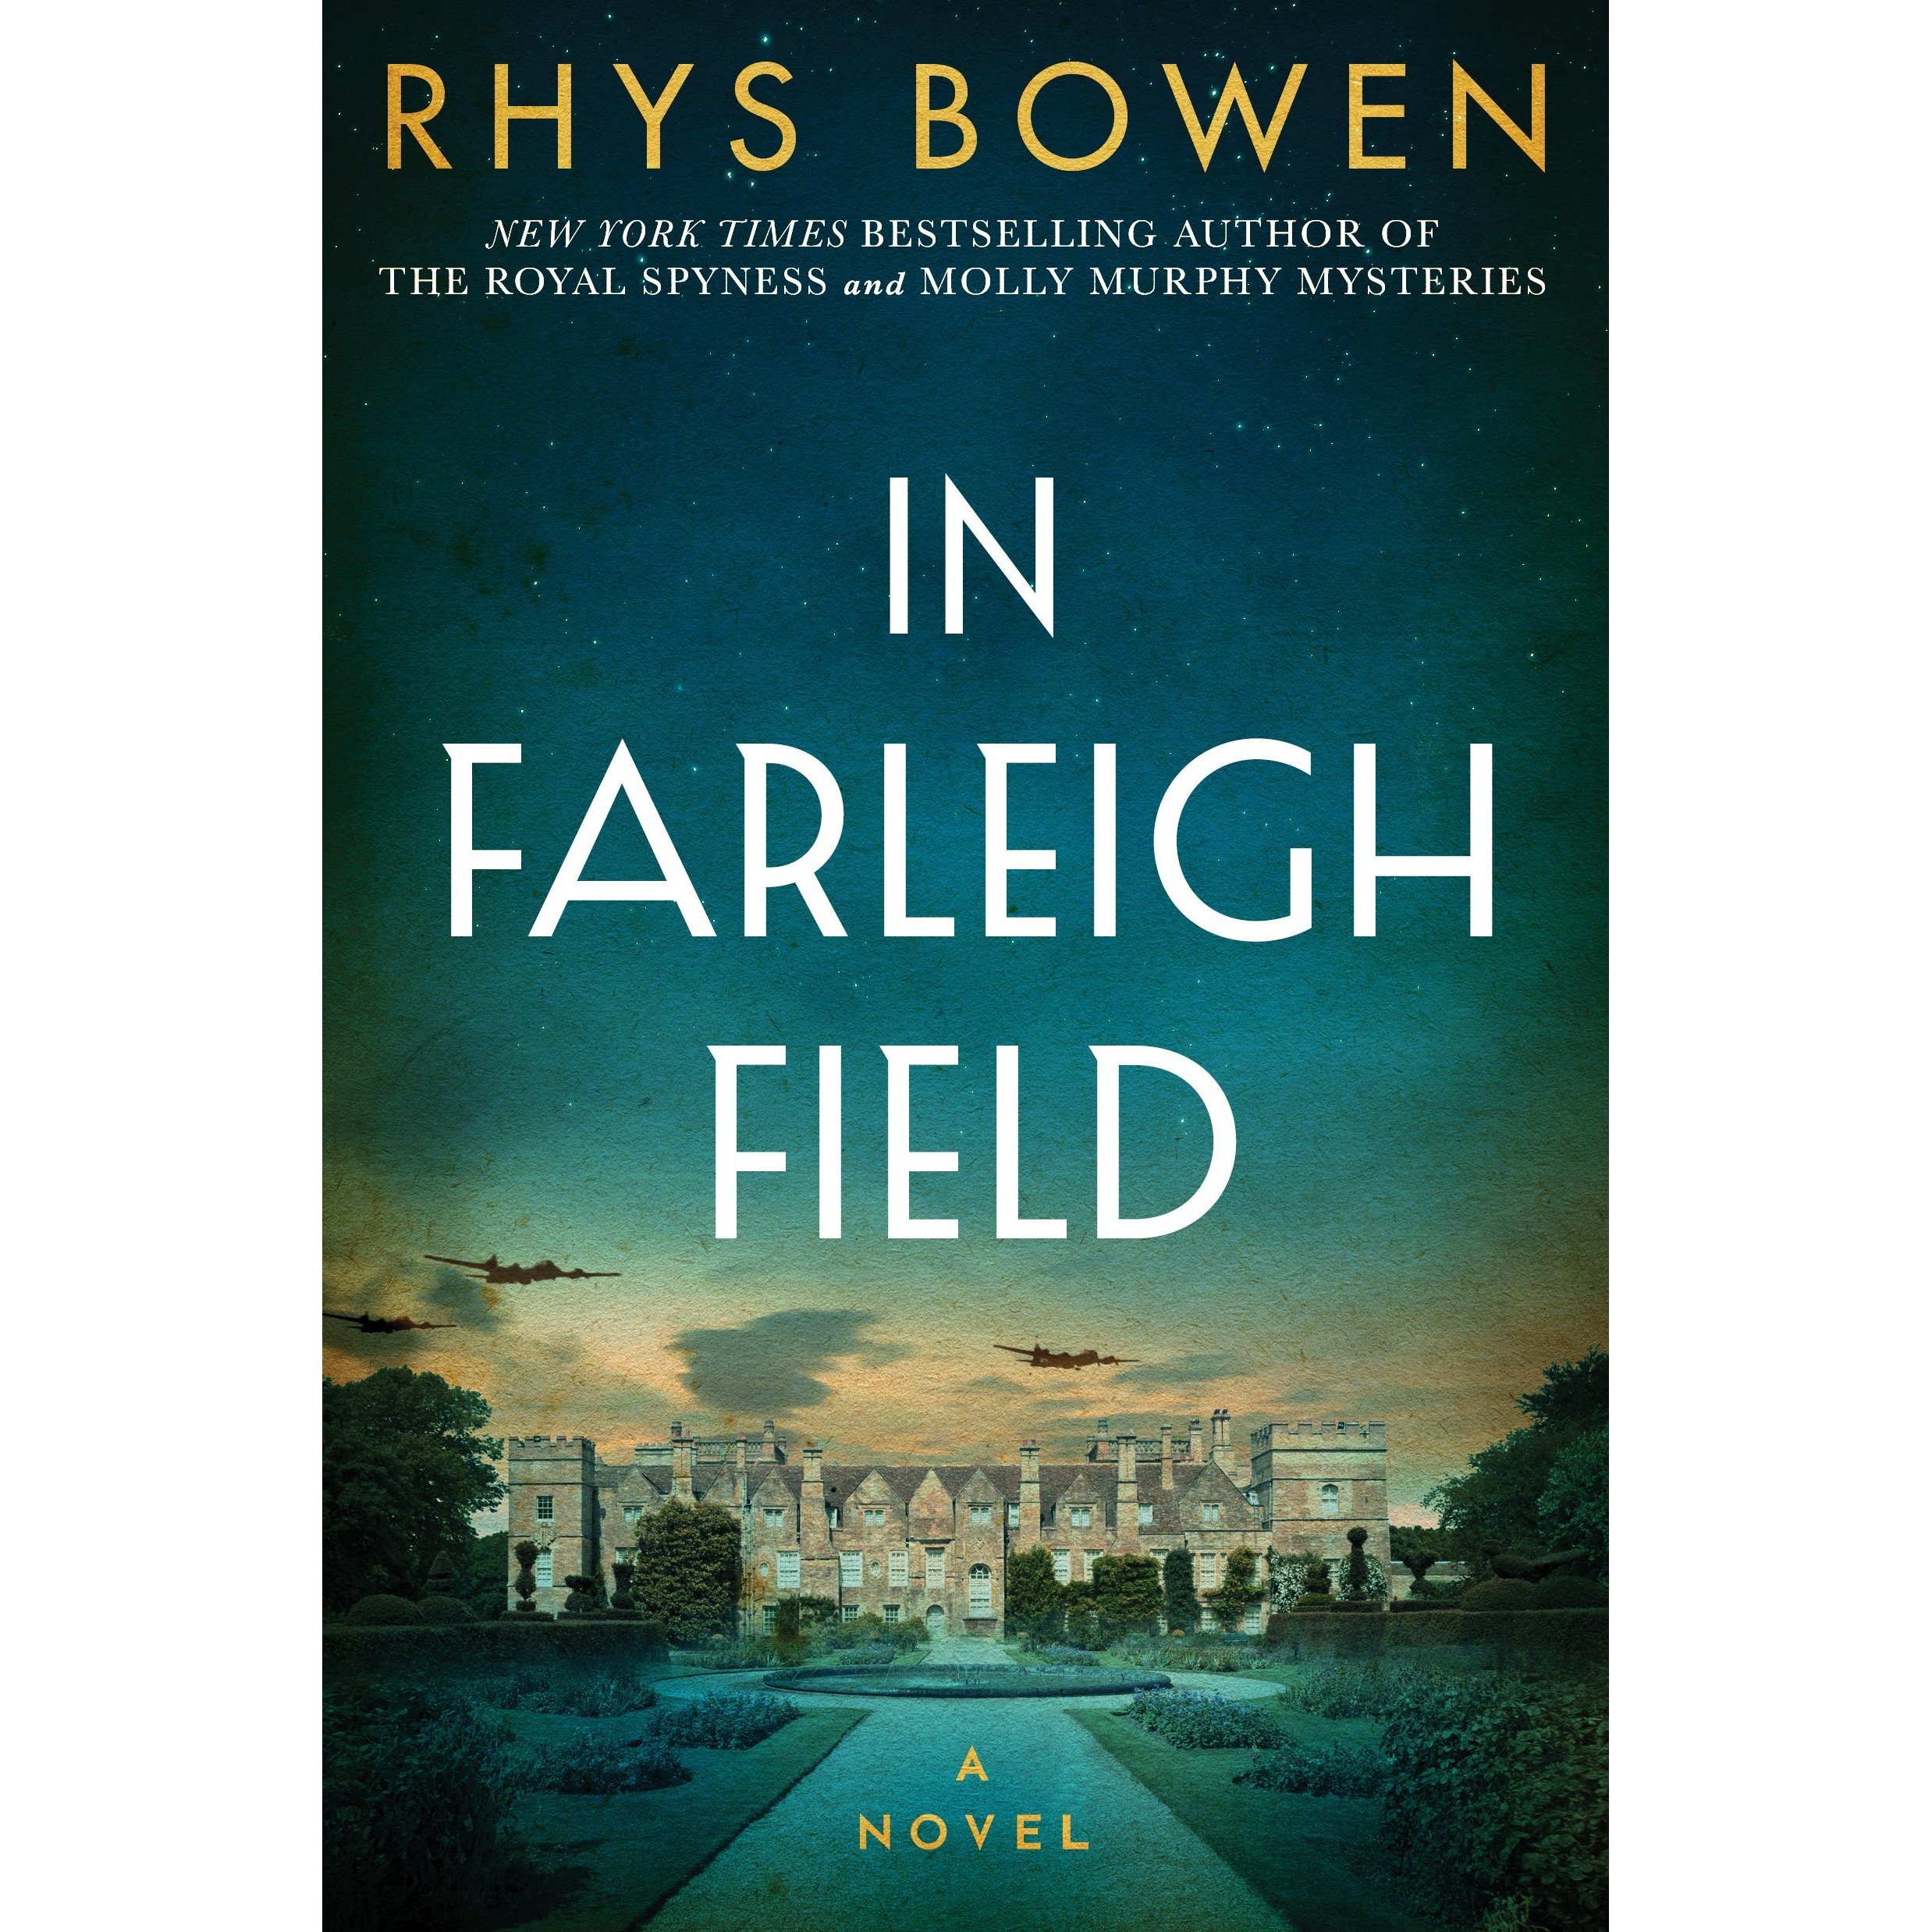 RHYS BOWEN
NEW YORK TIMES BESTSELLING AUTHOR OF
THE ROYAL SPYNESS and MOLLY MURPHY MYSTERIES
IN
FARLEIGH
FIELD
A
NOVEL